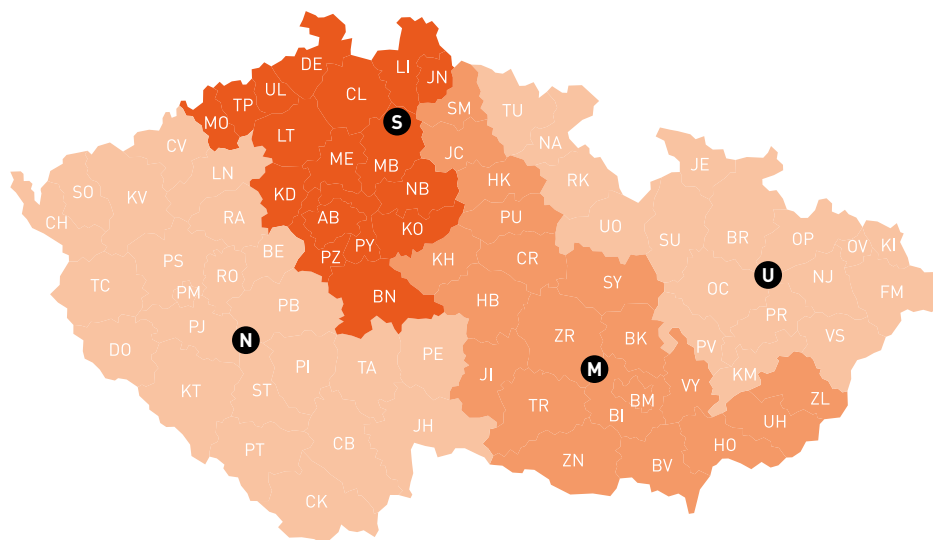 DE
LI
JN
UL
CL
TP
SM
TU
MO
S
LT
CV
NA
JC
JE
ME
MB
LN
HK
RK
NB
SO
KV
KD
RA
AB
PU
CH
KO
UO
BE
PY
SU
BR
OP
OV
KI
PZ
KH
CR
PS
RO
U
NJ
TC
PM
SY
OC
FM
BN
HB
PB
PR
PJ
N
ZR
BK
VS
DO
PV
PE
PI
TA
M
KM
JI
KT
ST
VY
TR
BM
ZL
BI
UH
JH
CB
HO
PT
ZN
BV
CK